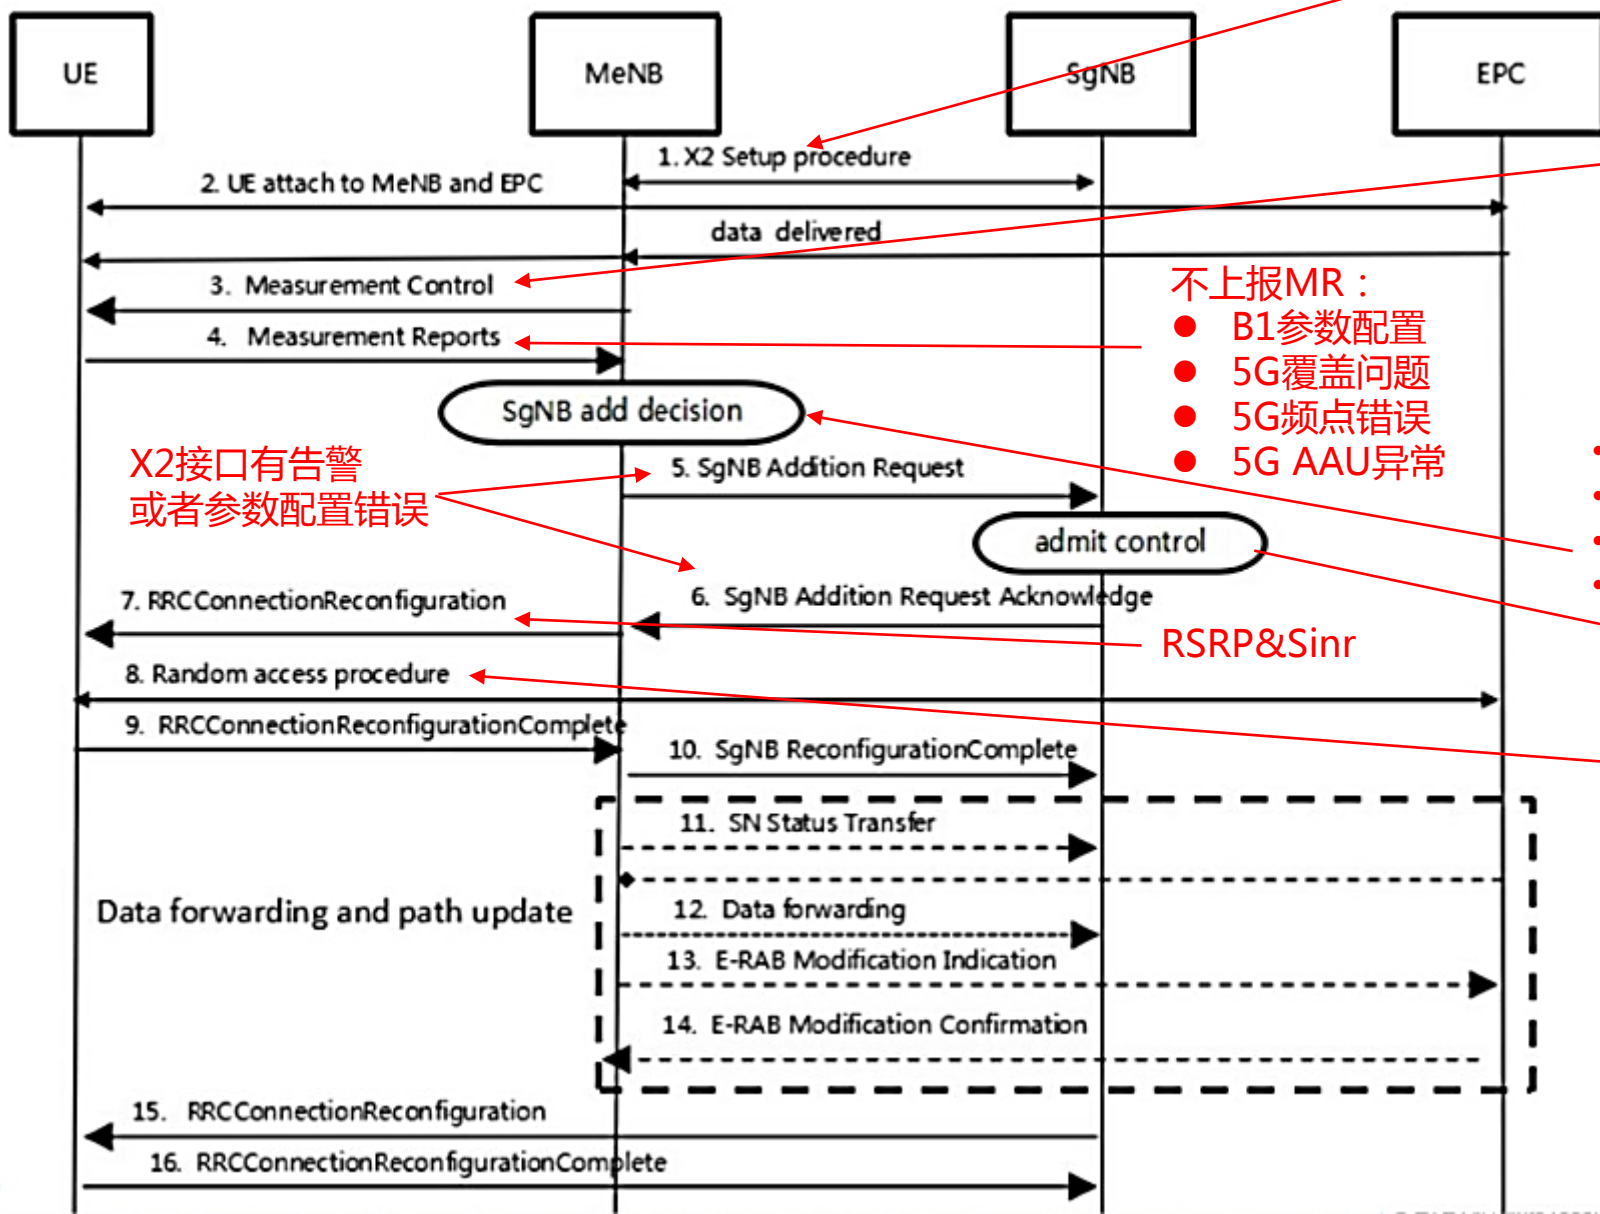 UE
MeNB
SgNB
EPC
1. X2 Setup procedure
2. UE attach to MeNB and EPC
data delivered
3. Measurement Control
不上报MR：
4. Measurement Reports
● B1参数配置
● 5G覆盖问题
● 5G频点错误
● 5G AAU异常
SgNB add decision
X2接口有告警
或者参数配置错误
5. SgNB Addition Request
admit control
6. SgNB Addition Request Acknowledge
7. RRCConnectionReconfiguration
RSRP&Sinr
8. Random access procedure
9. RRCConnectionReconfigurationComplete
10. SgNB ReconfigurationComplete
11. SN Status Transfer
Data forwarding and path update
12. Data forwarding
13. E-RAB Modification Indication
14. E-RAB Modification Confirmation
15. RRCConnectionReconfiguration
16. RRCConnectionReconfigurationComplete